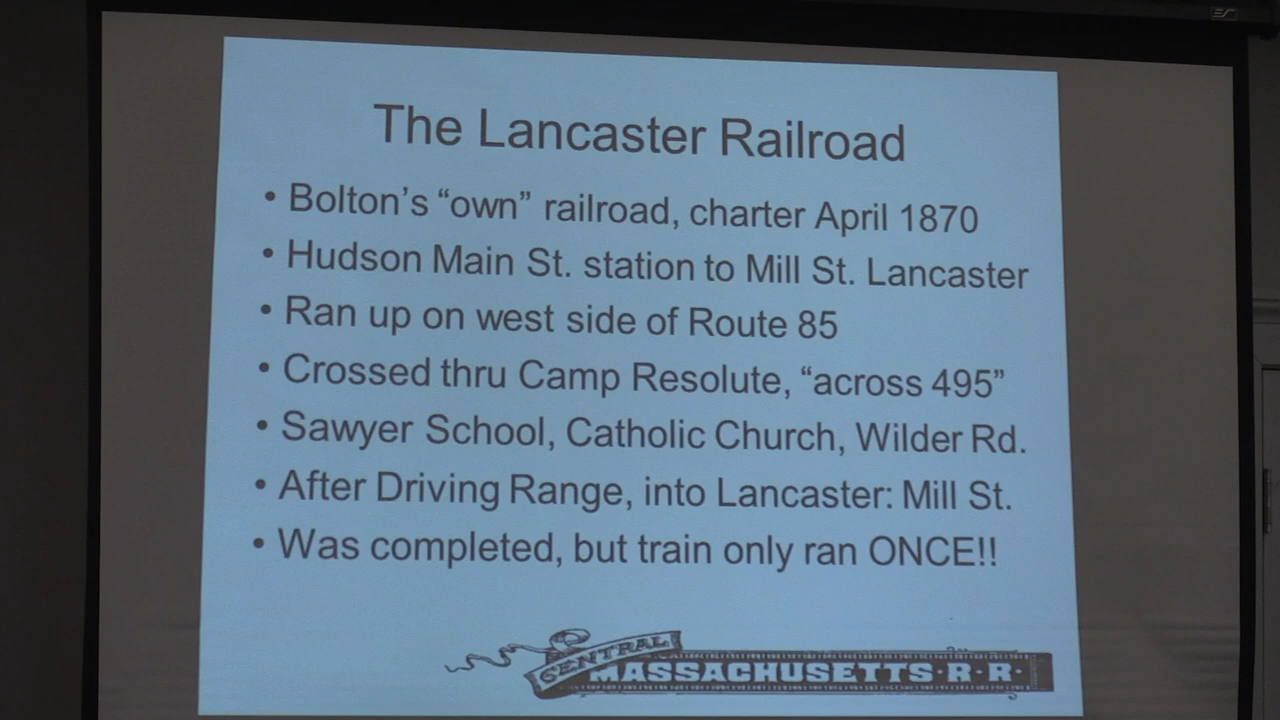 The Lancaster Railroad
• Bolton's “own” railroad, charter April 1870
• Hudson Main St. station to Mill St. Lancaster
• Ran up on west side of Route 85
• Crossed thru Camp Resolute, “across 495”
• Sawyer School, Catholic Church, Wilder Rd.
• After Driving Range, into Lancaster: Mill St.
• Was completed, but train only ran ONCE!!
CENTRAL
MASSACHUSETTS·R·R·